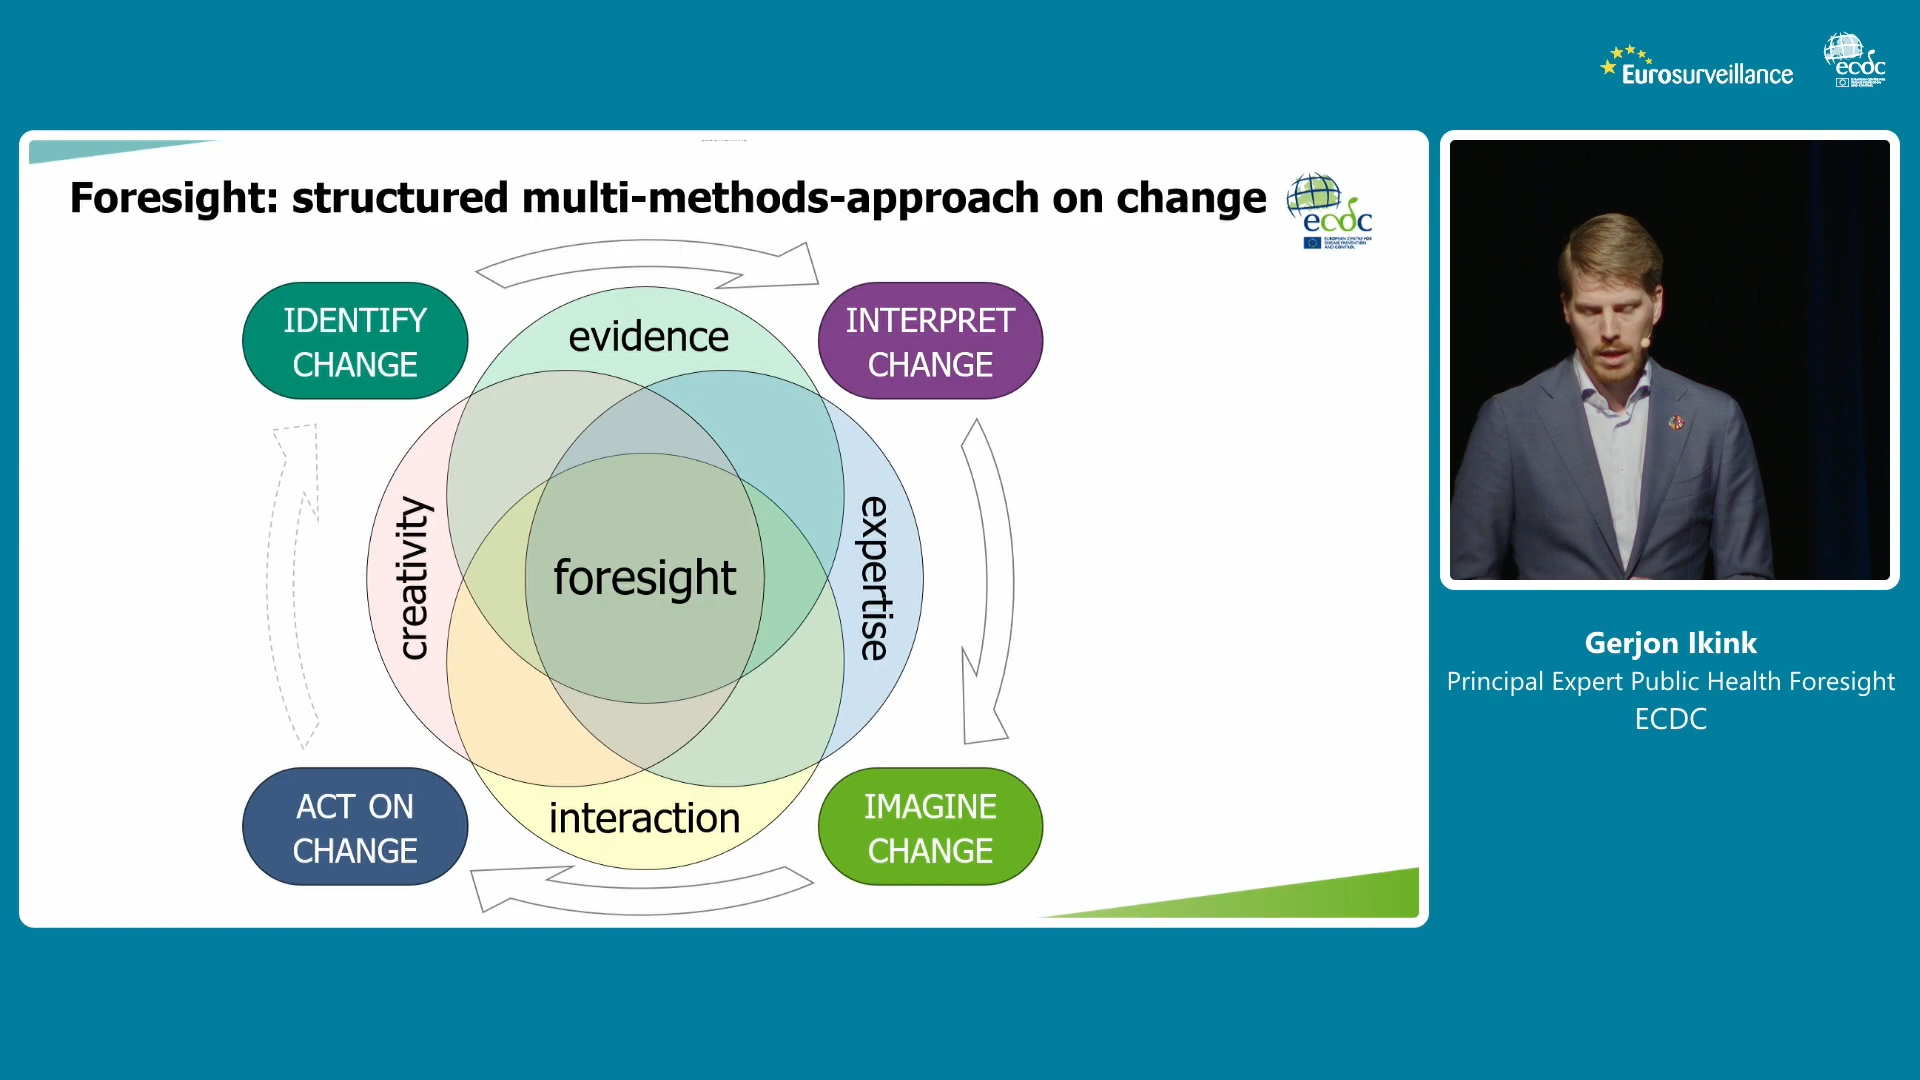 Eurosurveillance
ecdc
Foresight: structured multi-methods-approach on change
ecdc
EUROPEAN CENTRE FOR
DISEASE PREVENTION
AND CONTROL
IDENTIFY
CHANGE
evidence
INTERPRET
CHANGE
creativity
foresight
expertise
ACT ON
CHANGE
interaction
IMAGINE
CHANGE
Gerjon Ikink
Principal Expert Public Health Foresight
ECDC